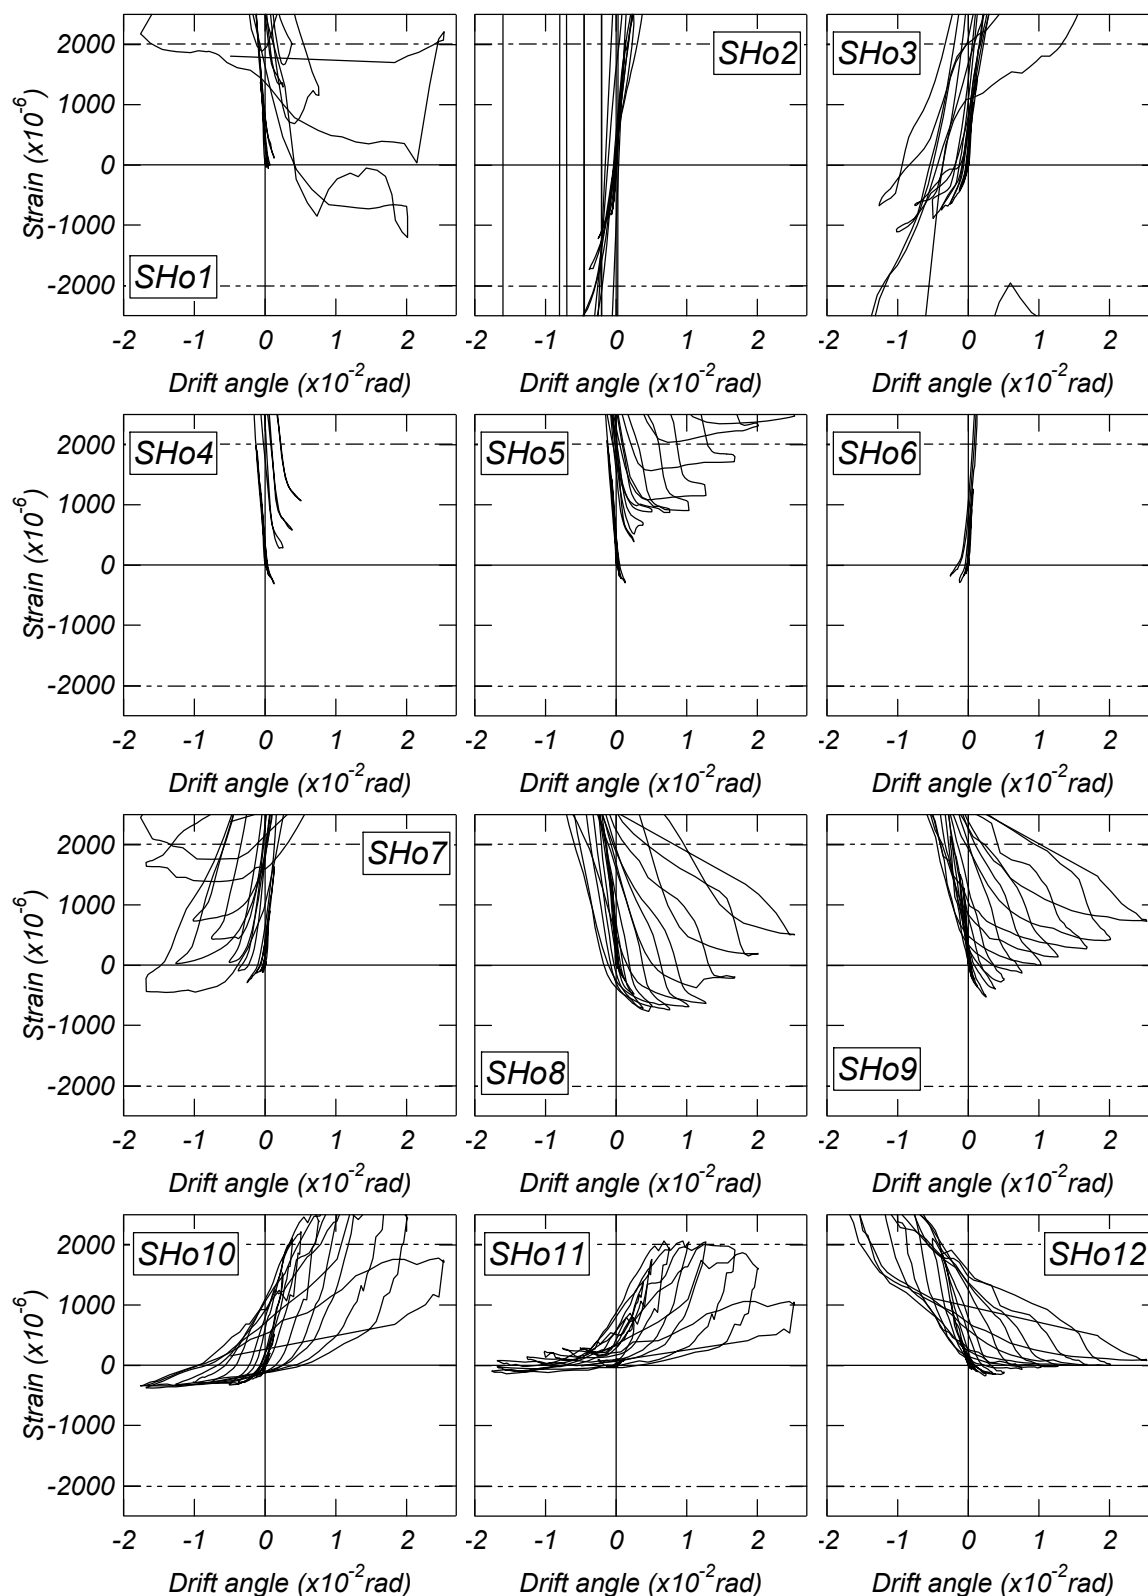 2000
1000
0
-1000
-2000
Strain (x10^-6)
SHo1
SHo2
SHo3
-2 -1 0 1 2
-2 -1 0 1 2
-2 -1 0 1 2
Drift angle (x10^-2 rad)
Drift angle (x10^-2 rad)
Drift angle (x10^-2 rad)
2000
1000
0
-1000
-2000
Strain (x10^-6)
SHo4
SHo5
SHo6
-2 -1 0 1 2
-2 -1 0 1 2
-2 -1 0 1 2
Drift angle (x10^-2 rad)
Drift angle (x10^-2 rad)
Drift angle (x10^-2 rad)
2000
1000
0
-1000
-2000
Strain (x10^-6)
SHo7
SHo8
SHo9
-2 -1 0 1 2
-2 -1 0 1 2
-2 -1 0 1 2
Drift angle (x10^-2 rad)
Drift angle (x10^-2 rad)
Drift angle (x10^-2 rad)
2000
1000
0
-1000
-2000
Strain (x10^-6)
SHo10
SHo11
SHo12
-2 -1 0 1 2
-2 -1 0 1 2
-2 -1 0 1 2
Drift angle (x10^-2 rad)
Drift angle (x10^-2 rad)
Drift angle (x10^-2 rad)